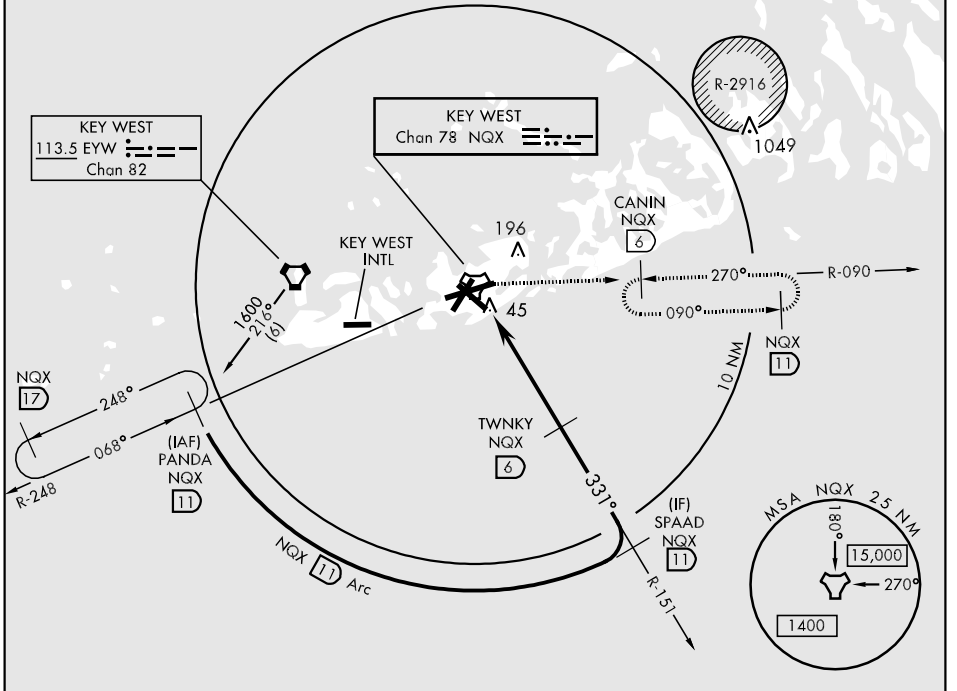 R-2916
1049
KEY WEST
113.5 EYW
Chan 82
KEY WEST
Chan 78 NQX
CANIN
NQX
6
196
KEY WEST
INTL
45
270°
R-090
090°
1600
216°
(6)
NQX
11
10 NM
NQX
17
248°
068°
R-248
(IAF)
PANDA
NQX
11
TWNKY
NQX
6
331°
(IF)
SPAAD
NQX
11
NQX 11 Arc
R-151
MSA NQX 25 NM
180°
15,000
270°
1400